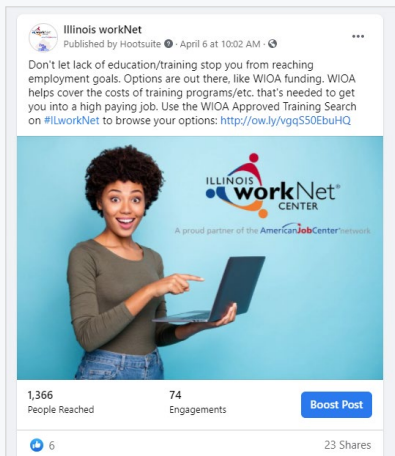 Illinois workNet
Published by Hootsuite · April 6 at 10:02 AM ·
Don't let lack of education/training stop you from reaching
employment goals. Options are out there, like WIOA funding. WIOA
helps cover the costs of training programs/etc. that's needed to get
you into a high paying job. Use the WIOA Approved Training Search
on #ILworkNet to browse your options: http://ow.ly/vgqS50EbuHQ
ILLINOIS
workNet®
CENTER
A proud partner of the AmericanJobCenter network
1,366
People Reached
74
Engagements
Boost Post
6
23 Shares